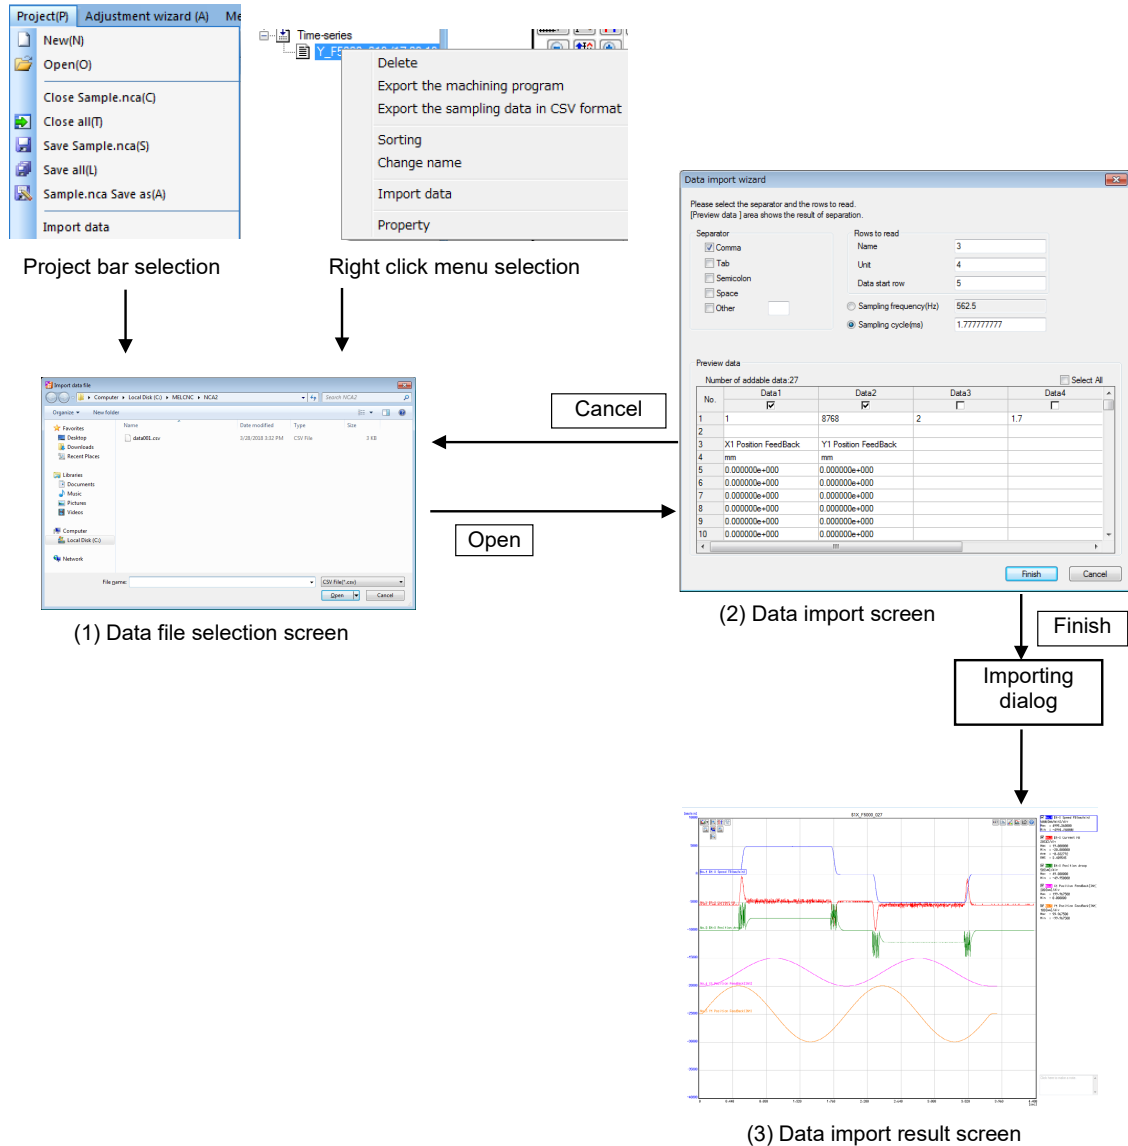 Project(P) Adjustment wizard (A) Me
New(N)
Open(O)
Close Sample.nca(C)
Close all(T)
Save Sample.nca(S)
Save all(L)
Sample.nca Save as(A)
Import data
Project bar selection
Time-series
Delete
Export the machining program
Export the sampling data in CSV format
Sorting
Change name
Import data
Property
Right click menu selection
Import data file
Computer Local Disk (C:) MELCNC NCA2
Search NCA2
Organize New folder
Name Date modified Type Size
Favorites
Desktop
Downloads
Recent Places
data001.csv 3/28/2018 3:32 PM CSV File 3 KB
Libraries
Documents
Music
Pictures
Videos
Computer
Local Disk (C:)
Network
File name: CSV File(*.csv)
Open Cancel
(1) Data file selection screen
Cancel
Open
Data import wizard
Please select the separator and the rows to read.
[Preview data ] area shows the result of separation.
Separator
Comma
Tab
Semicolon
Space
Other
Rows to read
Name 3
Unit 4
Data start row 5
Sampling frequency(Hz) 562.5
Sampling cycle(ms) 1.777777777
Preview data
Number of addable data:27 Select All
No. Data1 Data2 Data3 Data4
1 1 8768 2 1.7
2
3 X1 Position FeedBack Y1 Position FeedBack
4 mm mm
5 0.000000e+000 0.000000e+000
6 0.000000e+000 0.000000e+000
7 0.000000e+000 0.000000e+000
8 0.000000e+000 0.000000e+000
9 0.000000e+000 0.000000e+000
10 0.000000e+000 0.000000e+000
Finish Cancel
(2) Data import screen
Finish
Importing
dialog
(3) Data import result screen